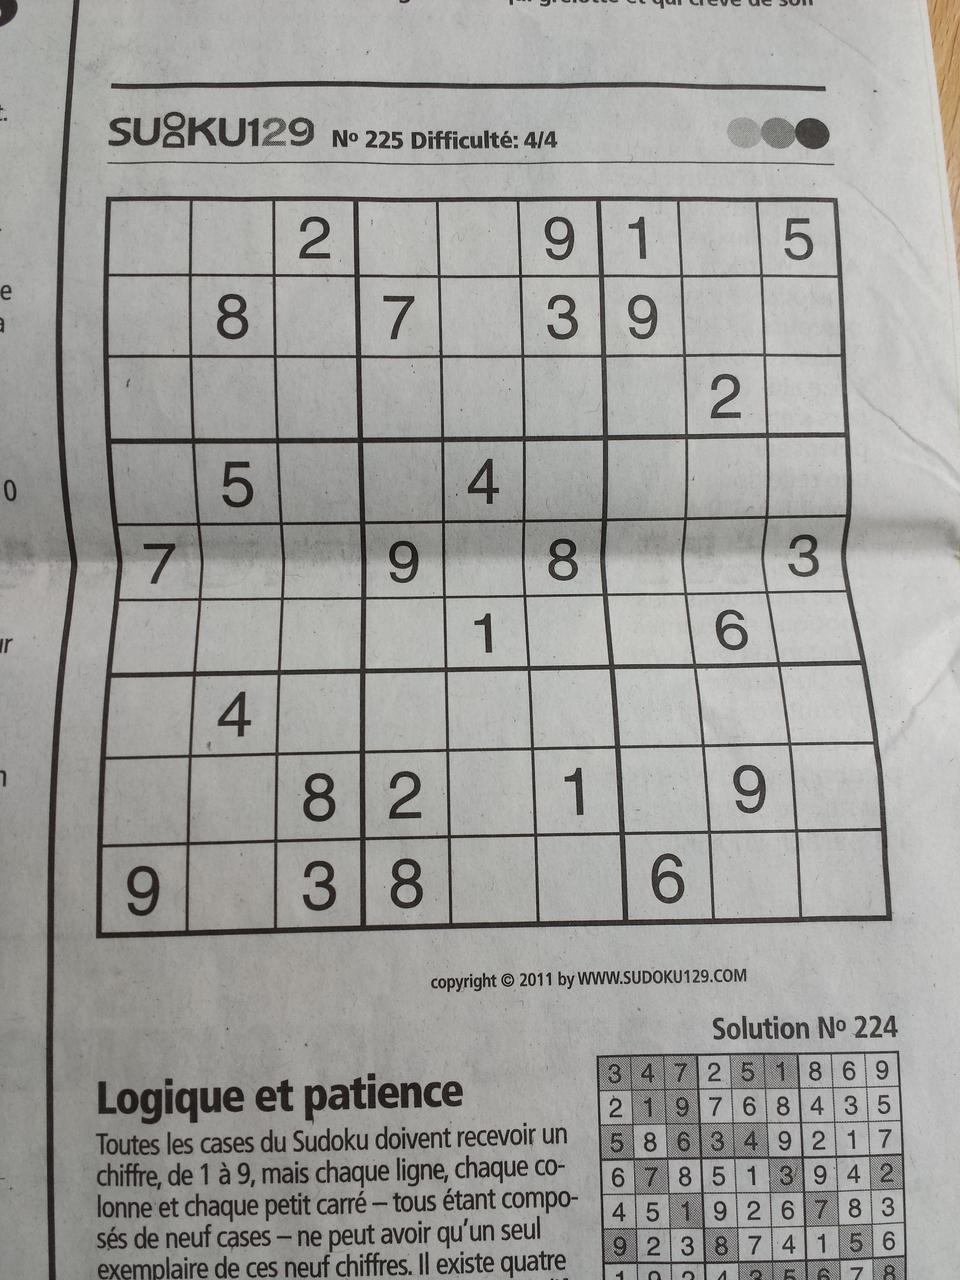 SUDOKU129 Nº 225 Difficulté: 4/4
2 9 1 5
8 7 3 9
2
5 4
7 9 8 3
1 6
4
8 2 1 9
9 3 8 6
copyright © 2011 by WWW.SUDOKU129.COM
Solution Nº 224
3 4 7 2 5 1 8 6 9
2 1 9 7 6 8 4 3 5
5 8 6 3 4 9 2 1 7
6 7 8 5 1 3 9 4 2
4 5 1 9 2 6 7 8 3
9 2 3 8 7 4 1 5 6
Logique et patience
Toutes les cases du Sudoku doivent recevoir un
chiffre, de 1 à 9, mais chaque ligne, chaque co-
lonne et chaque petit carré – tous étant compo-
sés de neuf cases – ne peut avoir qu'un seul
exemplaire de ces neuf chiffres. Il existe quatre